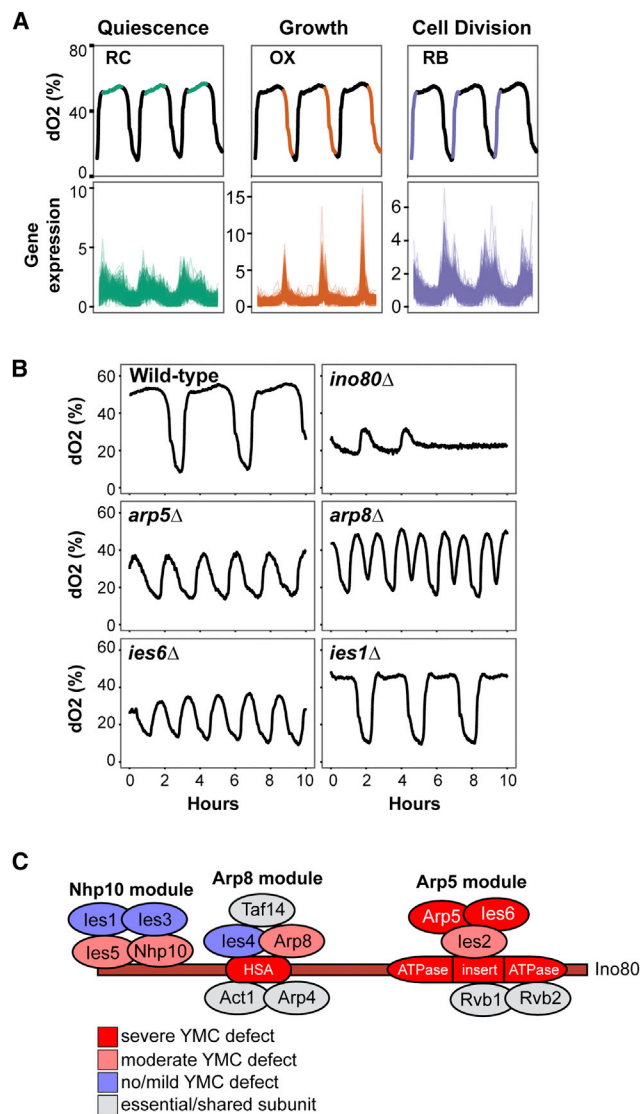 A
Quiescence
Growth
Cell Division
RC
OX
RB
dO2 (%)
80
40
0
Gene expression
10
5
0
15
10
5
0
6
4
2
0
B
Wild-type
ino80Δ
dO2 (%)
60
40
20
0
arp5Δ
arp8Δ
dO2 (%)
60
40
20
0
ies6Δ
ies1Δ
dO2 (%)
60
40
20
0
0 2 4 6 8 10
0 2 4 6 8 10
Hours
Hours
C
Nhp10 module
Arp8 module
Arp5 module
Taf14
Ies1
Ies3
Arp5
Ies6
Ies5
Nhp10
Ies4
Arp8
Ies2
HSA
ATPase
insert
ATPase
Ino80
Act1
Arp4
Rvb1
Rvb2
severe YMC defect
moderate YMC defect
no/mild YMC defect
essential/shared subunit